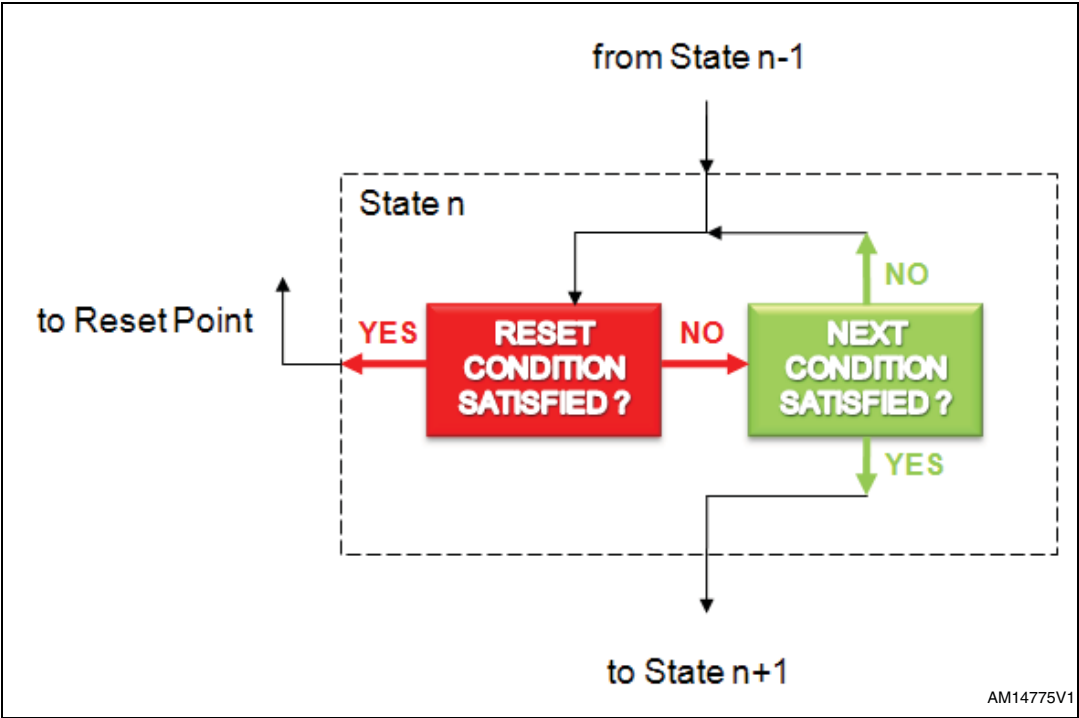 from State n-1
State n
NO
to Reset Point
YES
RESET
CONDITION
SATISFIED ?
NO
NEXT
CONDITION
SATISFIED ?
YES
to State n+1
AM14775V1